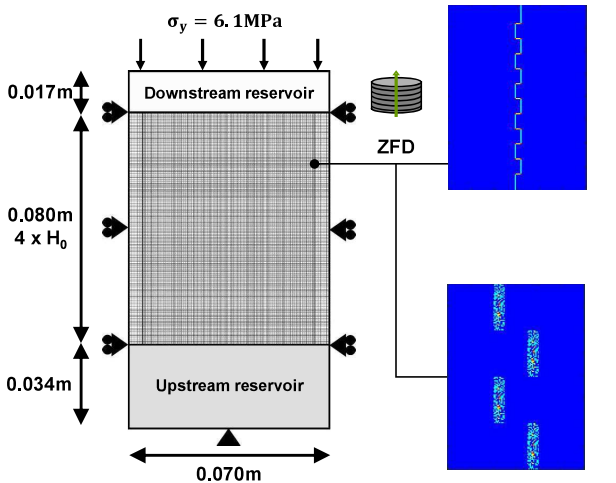 σy = 6.1MPa
0.017m
Downstream reservoir
ZFD
0.080m
4 x H₀
0.034m
Upstream reservoir
0.070m